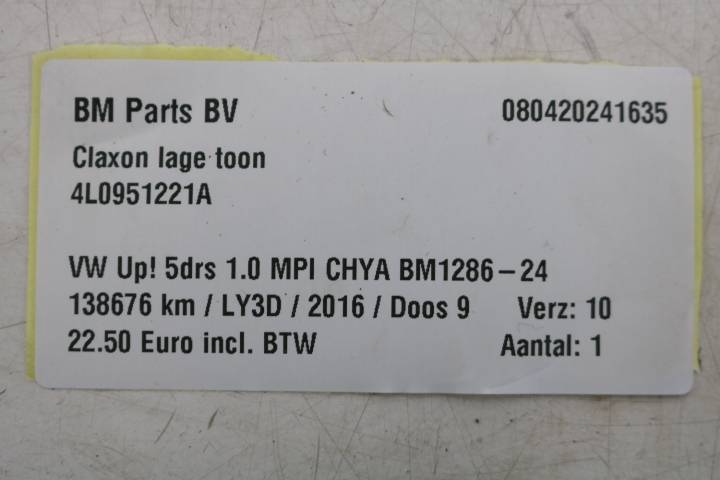 BM Parts BV 080420241635
Claxon lage toon
4L0951221A
VW Up! 5drs 1.0 MPI CHYA BM1286-24
138676 km / LY3D / 2016 / Doos 9 Verz: 10
22.50 Euro incl. BTW Aantal: 1